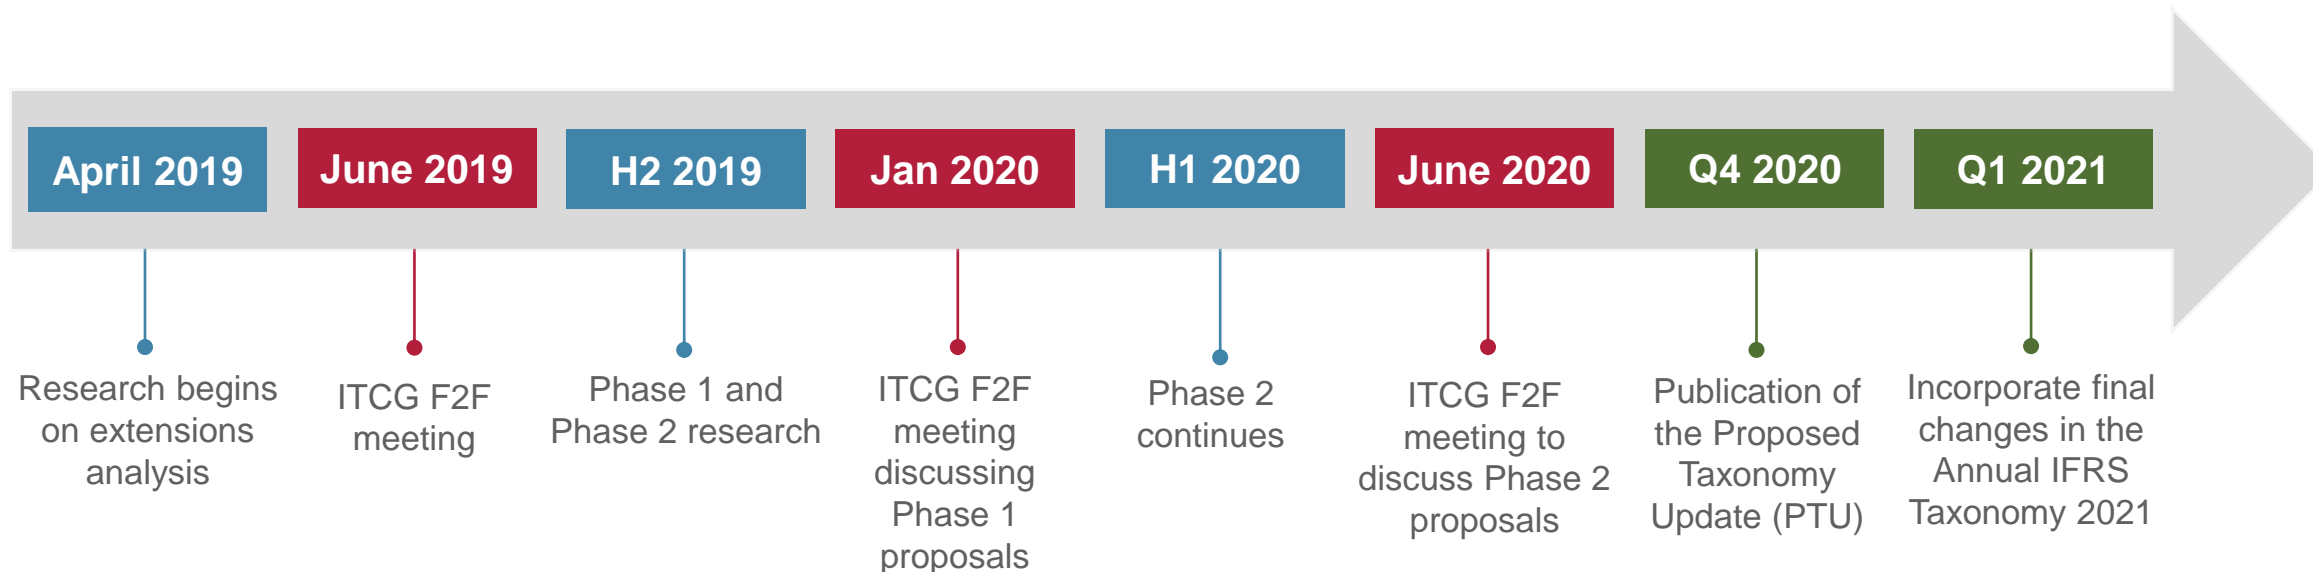 April 2019
June 2019
H2 2019
Jan 2020
H1 2020
June 2020
Q4 2020
Q1 2021
Research begins
on extensions
analysis
ITCG F2F
meeting
Phase 1 and
Phase 2 research
ITCG F2F
meeting
discussing
Phase 1
proposals
Phase 2
continues
ITCG F2F
meeting to
discuss Phase 2
proposals
Publication of
the Proposed
Taxonomy
Update (PTU)
Incorporate final
changes in the
Annual IFRS
Taxonomy 2021